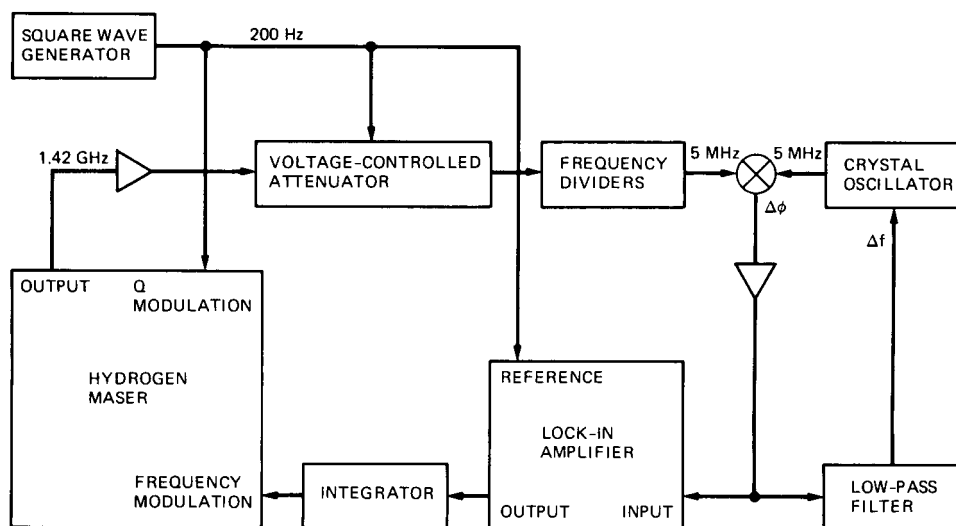 SQUARE WAVE
GENERATOR
200 Hz
1.42 GHz
VOLTAGE-CONTROLLED
ATTENUATOR
FREQUENCY
DIVIDERS
5 MHz
5 MHz
CRYSTAL
OSCILLATOR
Δϕ
Δf
OUTPUT
Q
MODULATION
HYDROGEN
MASER
FREQUENCY
MODULATION
INTEGRATOR
REFERENCE
LOCK-IN
AMPLIFIER
OUTPUT
INPUT
LOW-PASS
FILTER